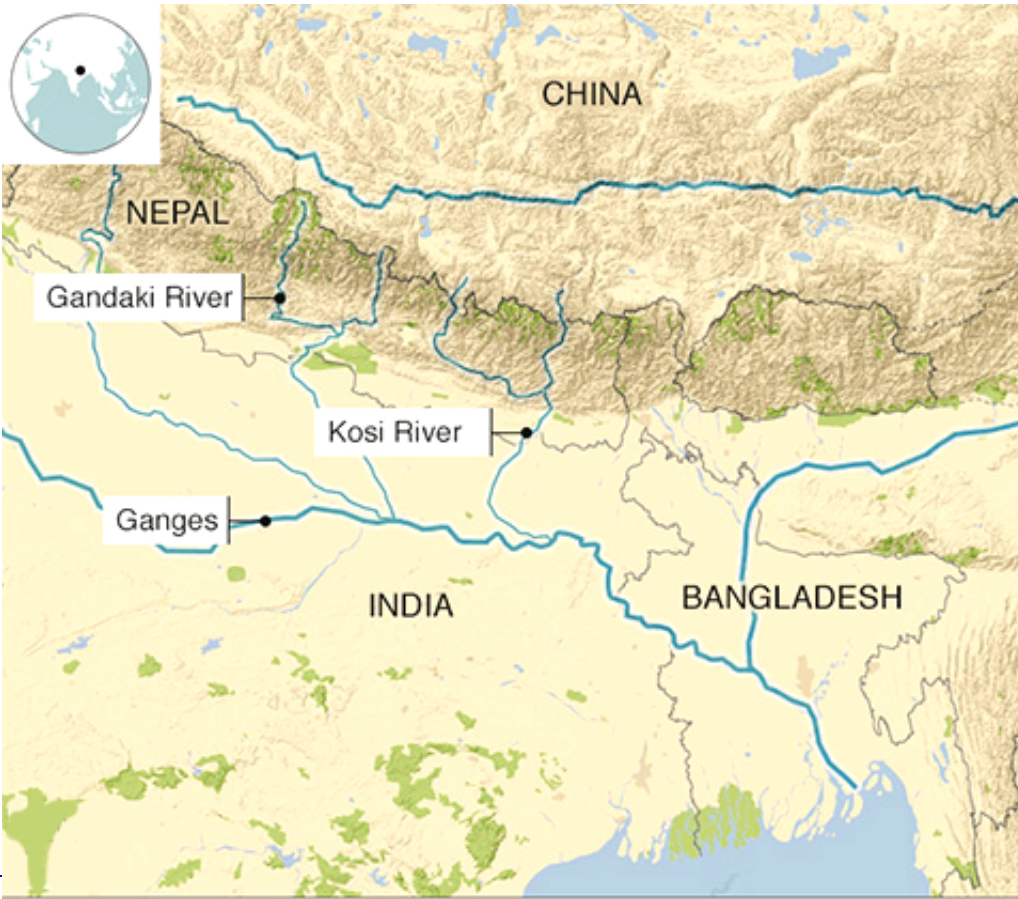 CHINA
NEPAL
Gandaki River
Kosi River
Ganges
INDIA
BANGLADESH